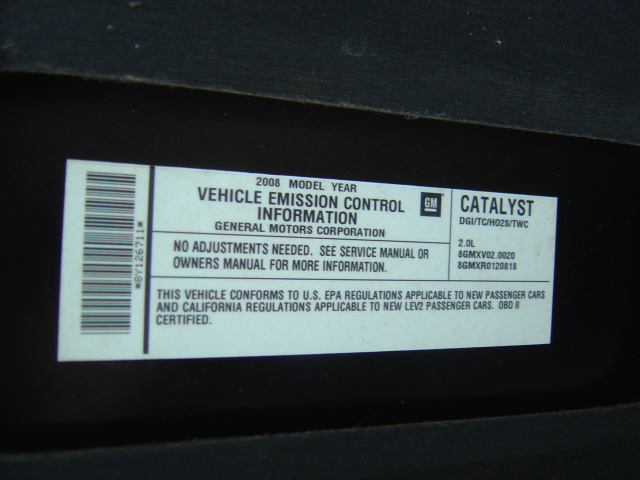 *8Y126711*
2008 MODEL YEAR
VEHICLE EMISSION CONTROL
INFORMATION
GENERAL MOTORS CORPORATION
GM
NO ADJUSTMENTS NEEDED. SEE SERVICE MANUAL OR
OWNERS MANUAL FOR MORE INFORMATION.
CATALYST
DGI/TC/HO2S/TWC
2.0L
8GMXV02.0020
8GMXR0120818
THIS VEHICLE CONFORMS TO U.S. EPA REGULATIONS APPLICABLE TO NEW PASSENGER CARS
AND CALIFORNIA REGULATIONS APPLICABLE TO NEW LEV2 PASSENGER CARS. OBD II
CERTIFIED.